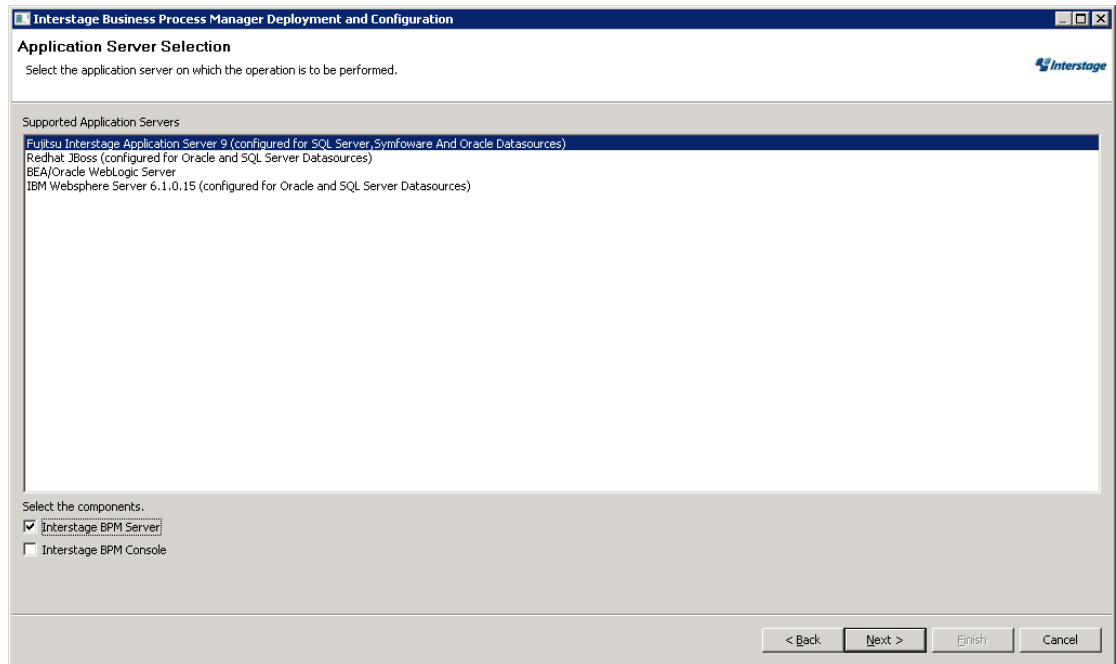 Interstage Business Process Manager Deployment and Configuration
Application Server Selection
Select the application server on which the operation is to be performed.
Interstage
Supported Application Servers
Fujitsu Interstage Application Server 9 (configured for SQL Server,Symfoware And Oracle Datasources)
Redhat JBoss (configured for Oracle and SQL Server Datasources)
BEA/Oracle WebLogic Server
IBM Websphere Server 6.1.0.15 (configured for Oracle and SQL Server Datasources)
Select the components.
Interstage BPM Server
Interstage BPM Console
< Back Next > Finish Cancel